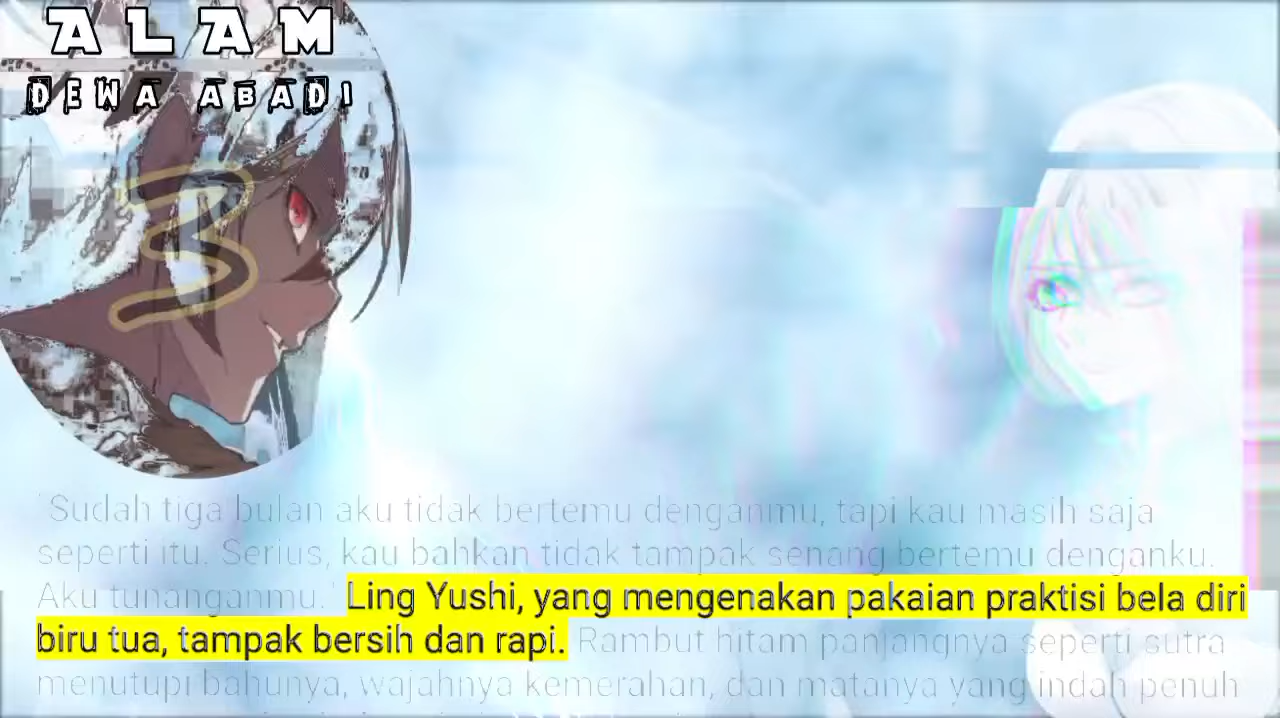 ALAM
DEWA ABADI
3
"Sudah tiga bulan aku tidak bertemu denganmu, tapi kau masih saja
seperti itu. Serius, kau bahkan tidak tampak senang bertemu denganku.
Aku tunanganmu." Ling Yushi, yang mengenakan pakaian praktisi bela diri
biru tua, tampak bersih dan rapi. Rambut hitam panjangnya seperti sutra
menutupi bahunya, wajahnya kemerahan, dan matanya yang indah penuh